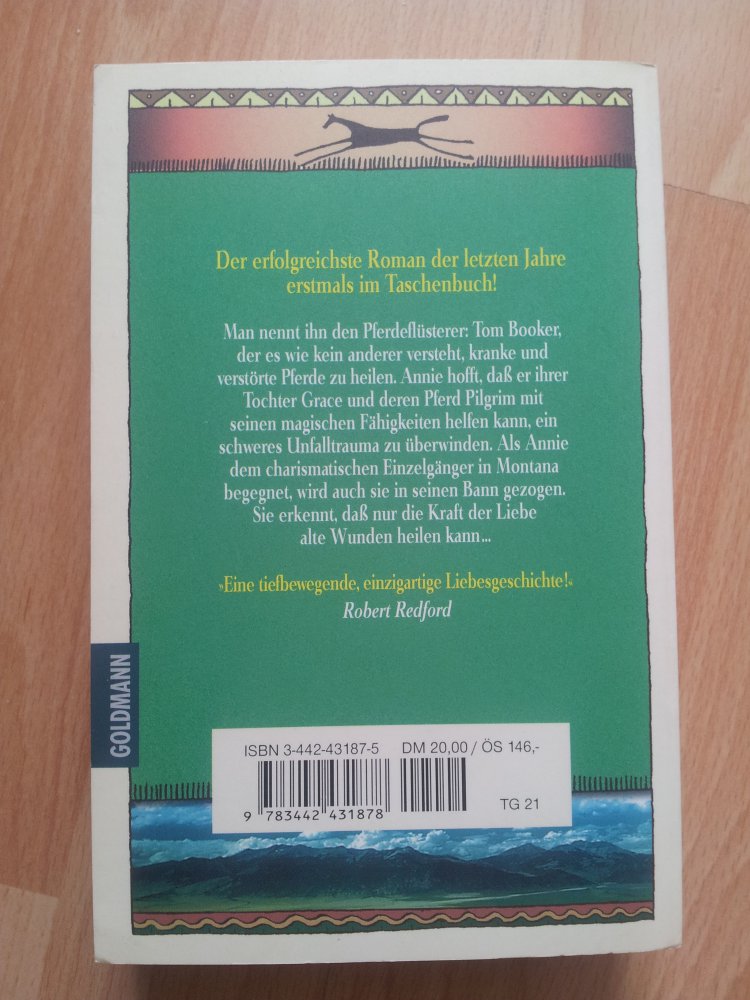 Der erfolgreichste Roman der letzten Jahre
erstmals im Taschenbuch!
Man nennt ihn den Pferdeflüsterer: Tom Booker,
der es wie kein anderer versteht, kranke und
verstörte Pferde zu heilen. Annie hofft, daß er ihrer
Tochter Grace und deren Pferd Pilgrim mit
seinen magischen Fähigkeiten helfen kann, ein
schweres Unfalltrauma zu überwinden. Als Annie
dem charismatischen Einzelgänger in Montana
begegnet, wird auch sie in seinen Bann gezogen.
Sie erkennt, daß nur die Kraft der Liebe
alte Wunden heilen kann...
»Eine tiefbewegende, einzigartige Liebesgeschichte!«
Robert Redford
GOLDMANN
ISBN 3-442-43187-5 DM 20,00 / ÖS 146,-
9 783442 431878
TG 21